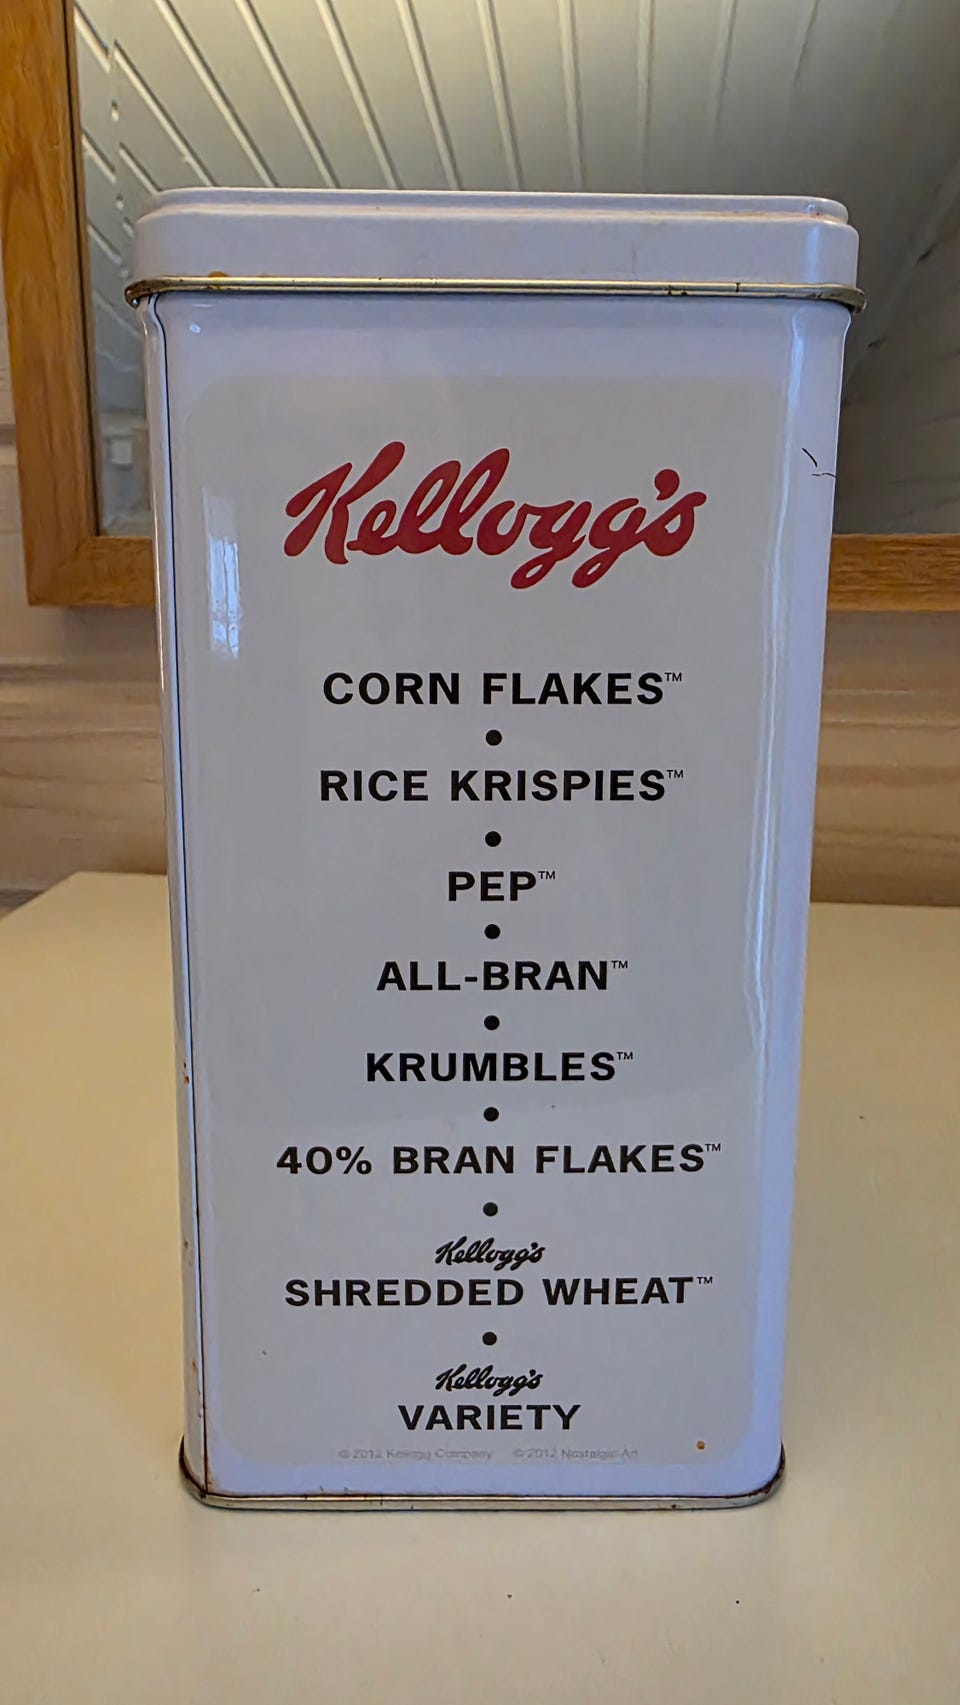 Kellogg's
CORN FLAKES™
•
RICE KRISPIES™
•
PEP™
•
ALL-BRAN™
•
KRUMBLES™
•
40% BRAN FLAKES™
•
Kellogg's
SHREDDED WHEAT™
•
Kellogg's
VARIETY
© 2012 Kellogg Company © 2012 Nostalgic-Art